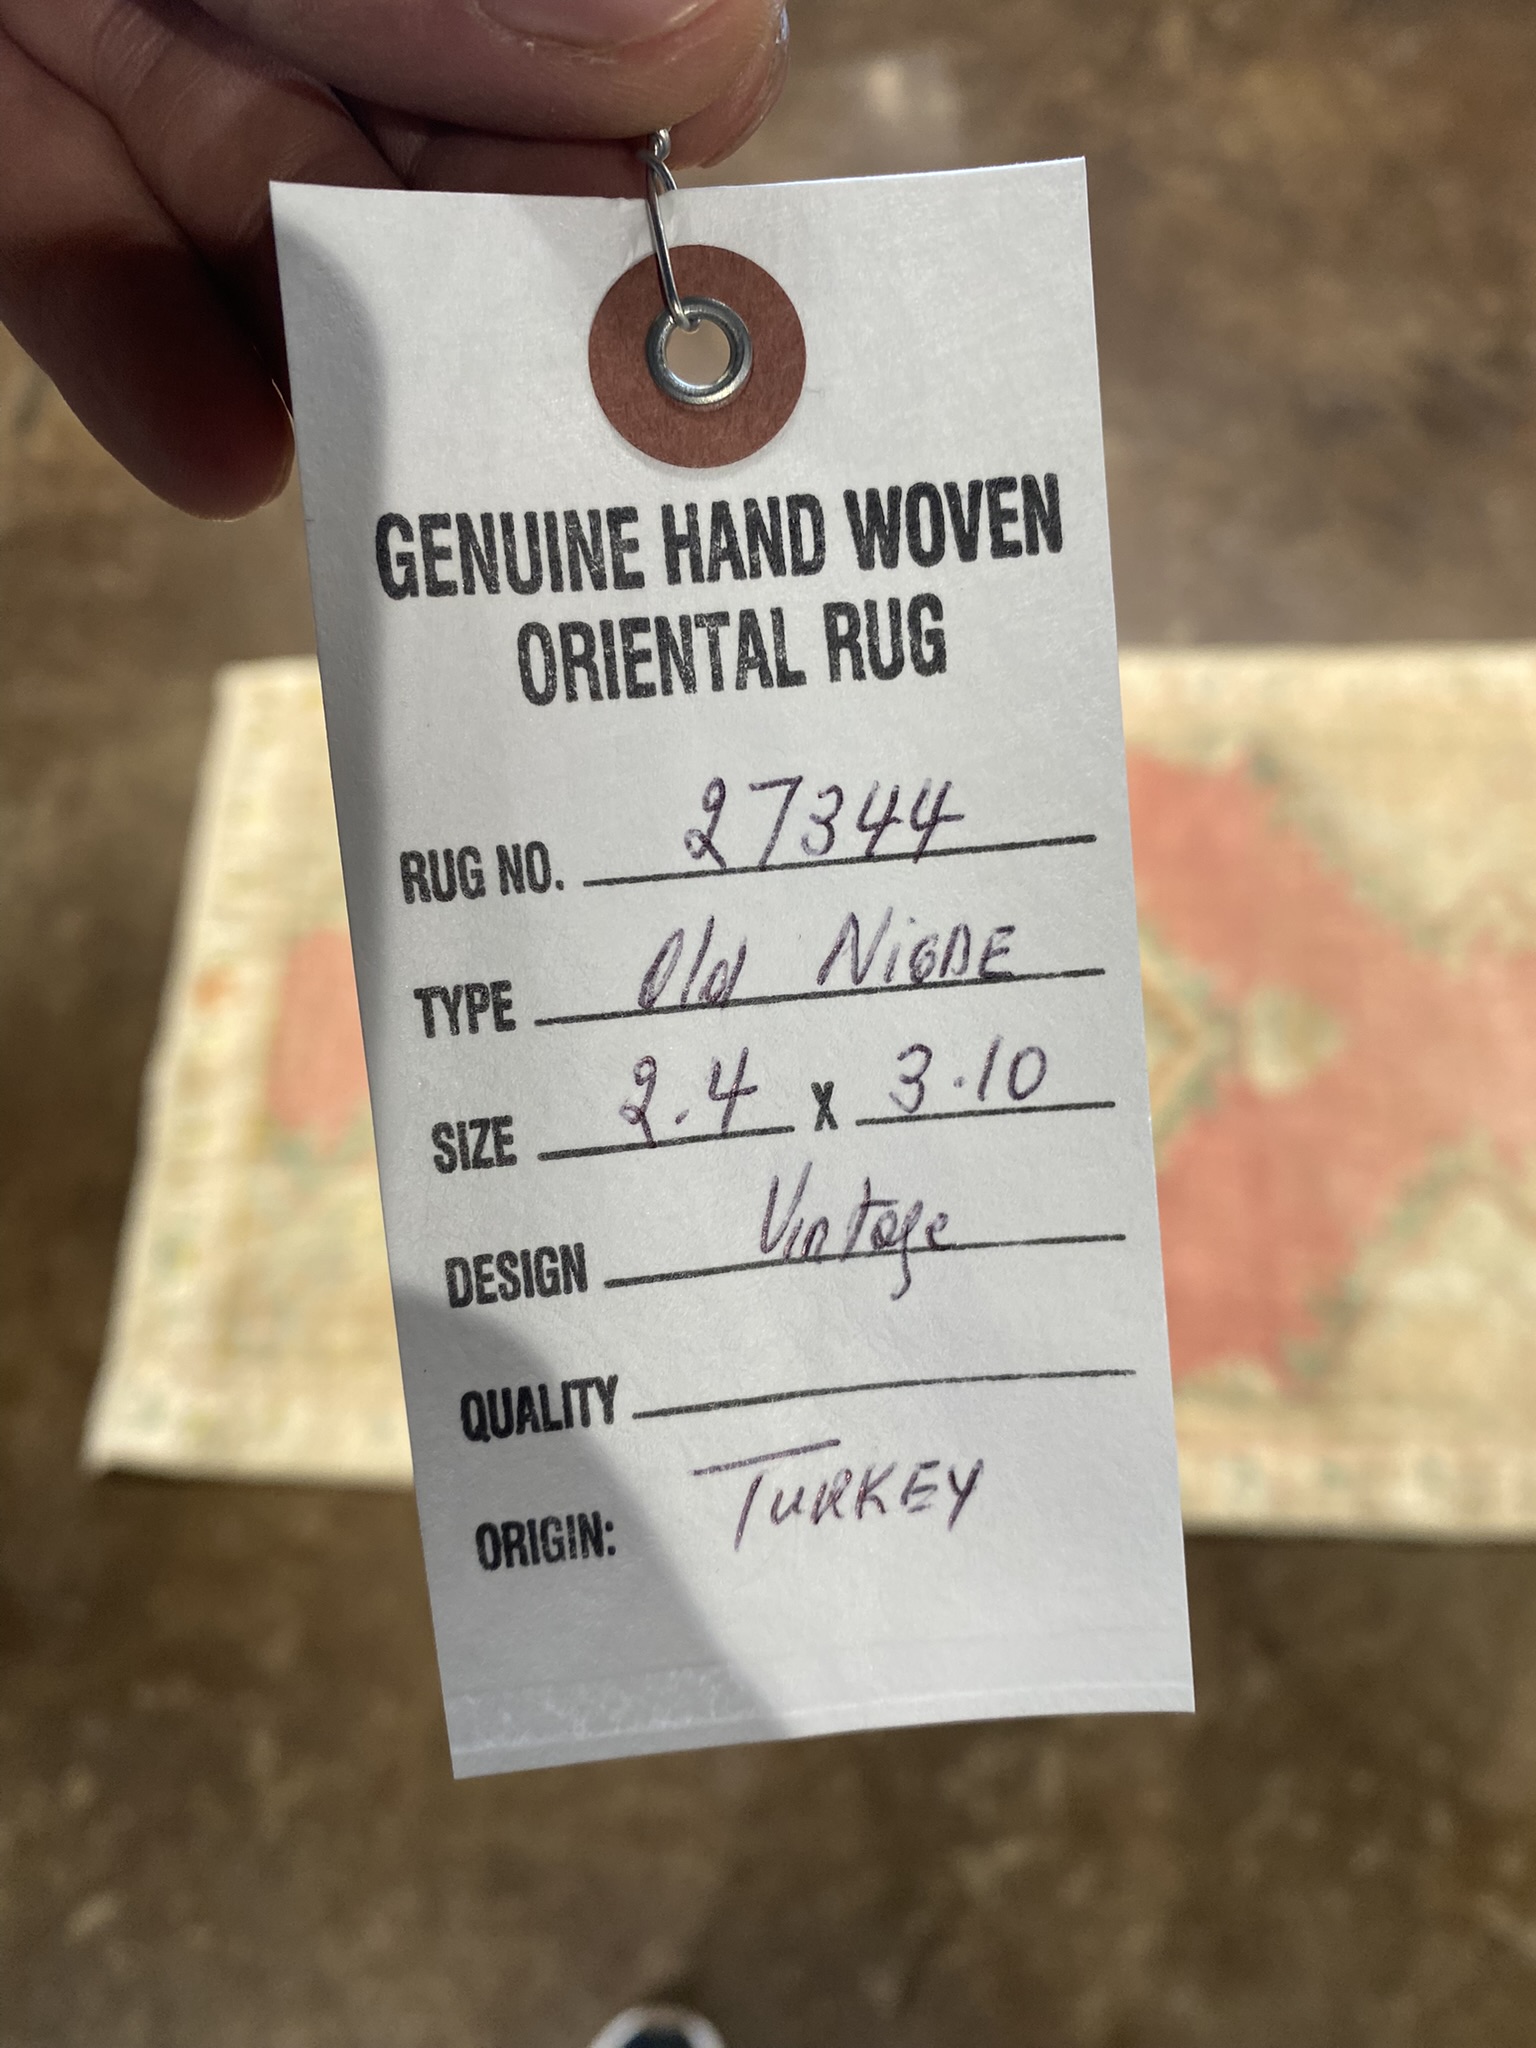 GENUINE HAND WOVEN
ORIENTAL RUG
RUG NO. 27344
TYPE Old NIGDE
SIZE 2.4 X 3.10
DESIGN Vintage
QUALITY
ORIGIN: TURKEY